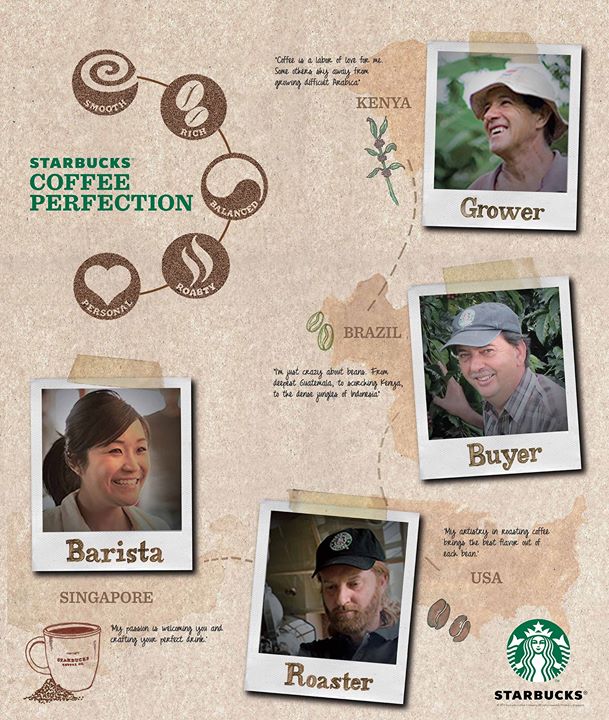 SMOOTH
RICH
BALANCED
ROASTY
PERSONAL
STARBUCKS™
COFFEE
PERFECTION
"Coffee is a labor of love for me.
Some others shy away from
growing difficult Arabica"
KENYA
Grower
BRAZIL
"I'm just crazy about beans. From
deepest Guatemala, to scorching Kenya,
to the dense jungles of Indonesia"
Buyer
Barista
SINGAPORE
"My passion is welcoming you and
crafting your perfect drink."
STARBUCKS
COFFEE CO.
"My artistry in roasting coffee
brings the best flavor out of
each bean."
USA
Roaster
STARBUCKS®